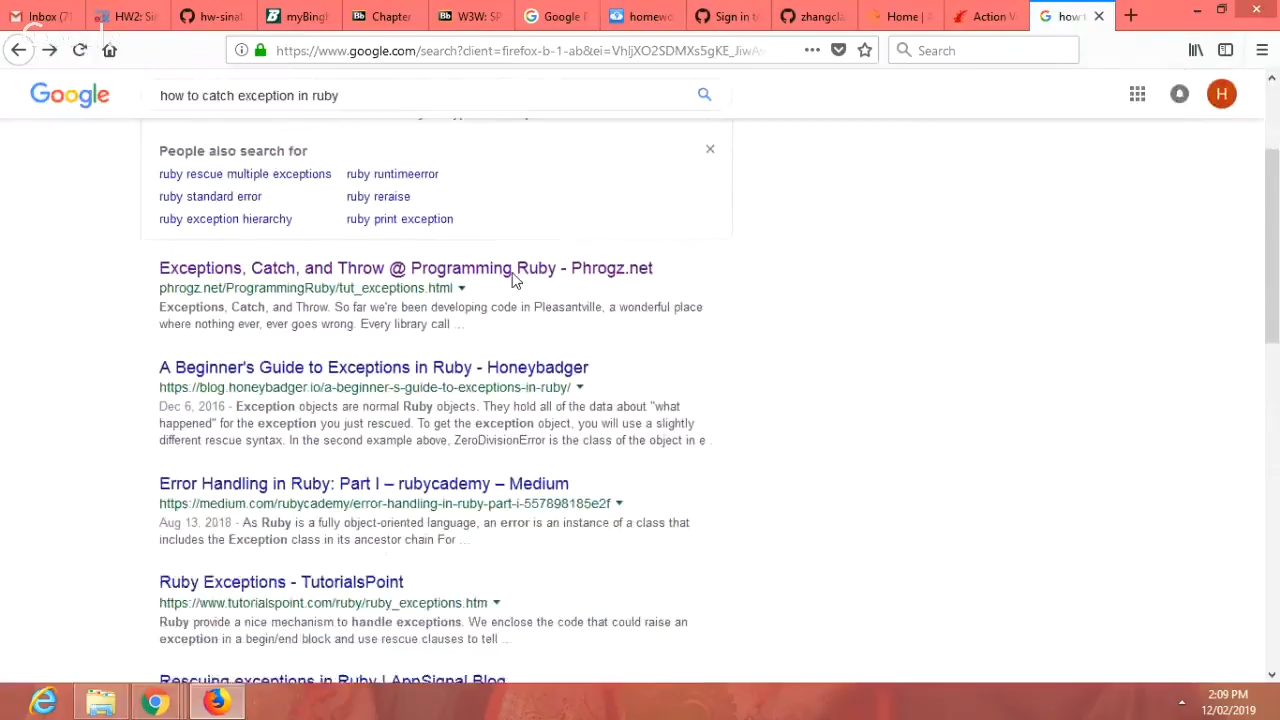 Inbox (7
HW2: Sin
hw-sinat
myBingh
Chapter
W3W: SP
Google D
homewo
Sign in to
zhangcla
Home | A
Action V
how t
https://www.google.com/search?client=firefox-b-1-ab&ei=VhljXO2SDMXs5gKE_JiwA
Search
Google
how to catch exception in ruby
H
People also search for
ruby rescue multiple exceptions
ruby runtimeerror
ruby standard error
ruby reraise
ruby exception hierarchy
ruby print exception
Exceptions, Catch, and Throw @ Programming Ruby - Phrogz.net
phrogz.net/ProgrammingRuby/tut_exceptions.html
Exceptions, Catch, and Throw. So far we're been developing code in Pleasantville, a wonderful place
where nothing ever, ever goes wrong. Every library call ...
A Beginner's Guide to Exceptions in Ruby - Honeybadger
https://blog.honeybadger.io/a-beginner-s-guide-to-exceptions-in-ruby/
Dec 6, 2016 - Exception objects are normal Ruby objects. They hold all of the data about "what
happened" for the exception you just rescued. To get the exception object, you will use a slightly
different rescue syntax. In the second example above, ZeroDivisionError is the class of the object in e .
Error Handling in Ruby: Part I – rubycademy – Medium
https://medium.com/rubycademy/error-handling-in-ruby-part-i-557898185e2f
Aug 13, 2018 - As Ruby is a fully object-oriented language, an error is an instance of a class that
includes the Exception class in its ancestor chain For ...
Ruby Exceptions - TutorialsPoint
https://www.tutorialspoint.com/ruby/ruby_exceptions.htm
Ruby provide a nice mechanism to handle exceptions. We enclose the code that could raise an
exception in a begin/end block and use rescue clauses to tell ...
Rescuing exceptions in Ruby | AppSignal Blog
2:09 PM
12/02/2019